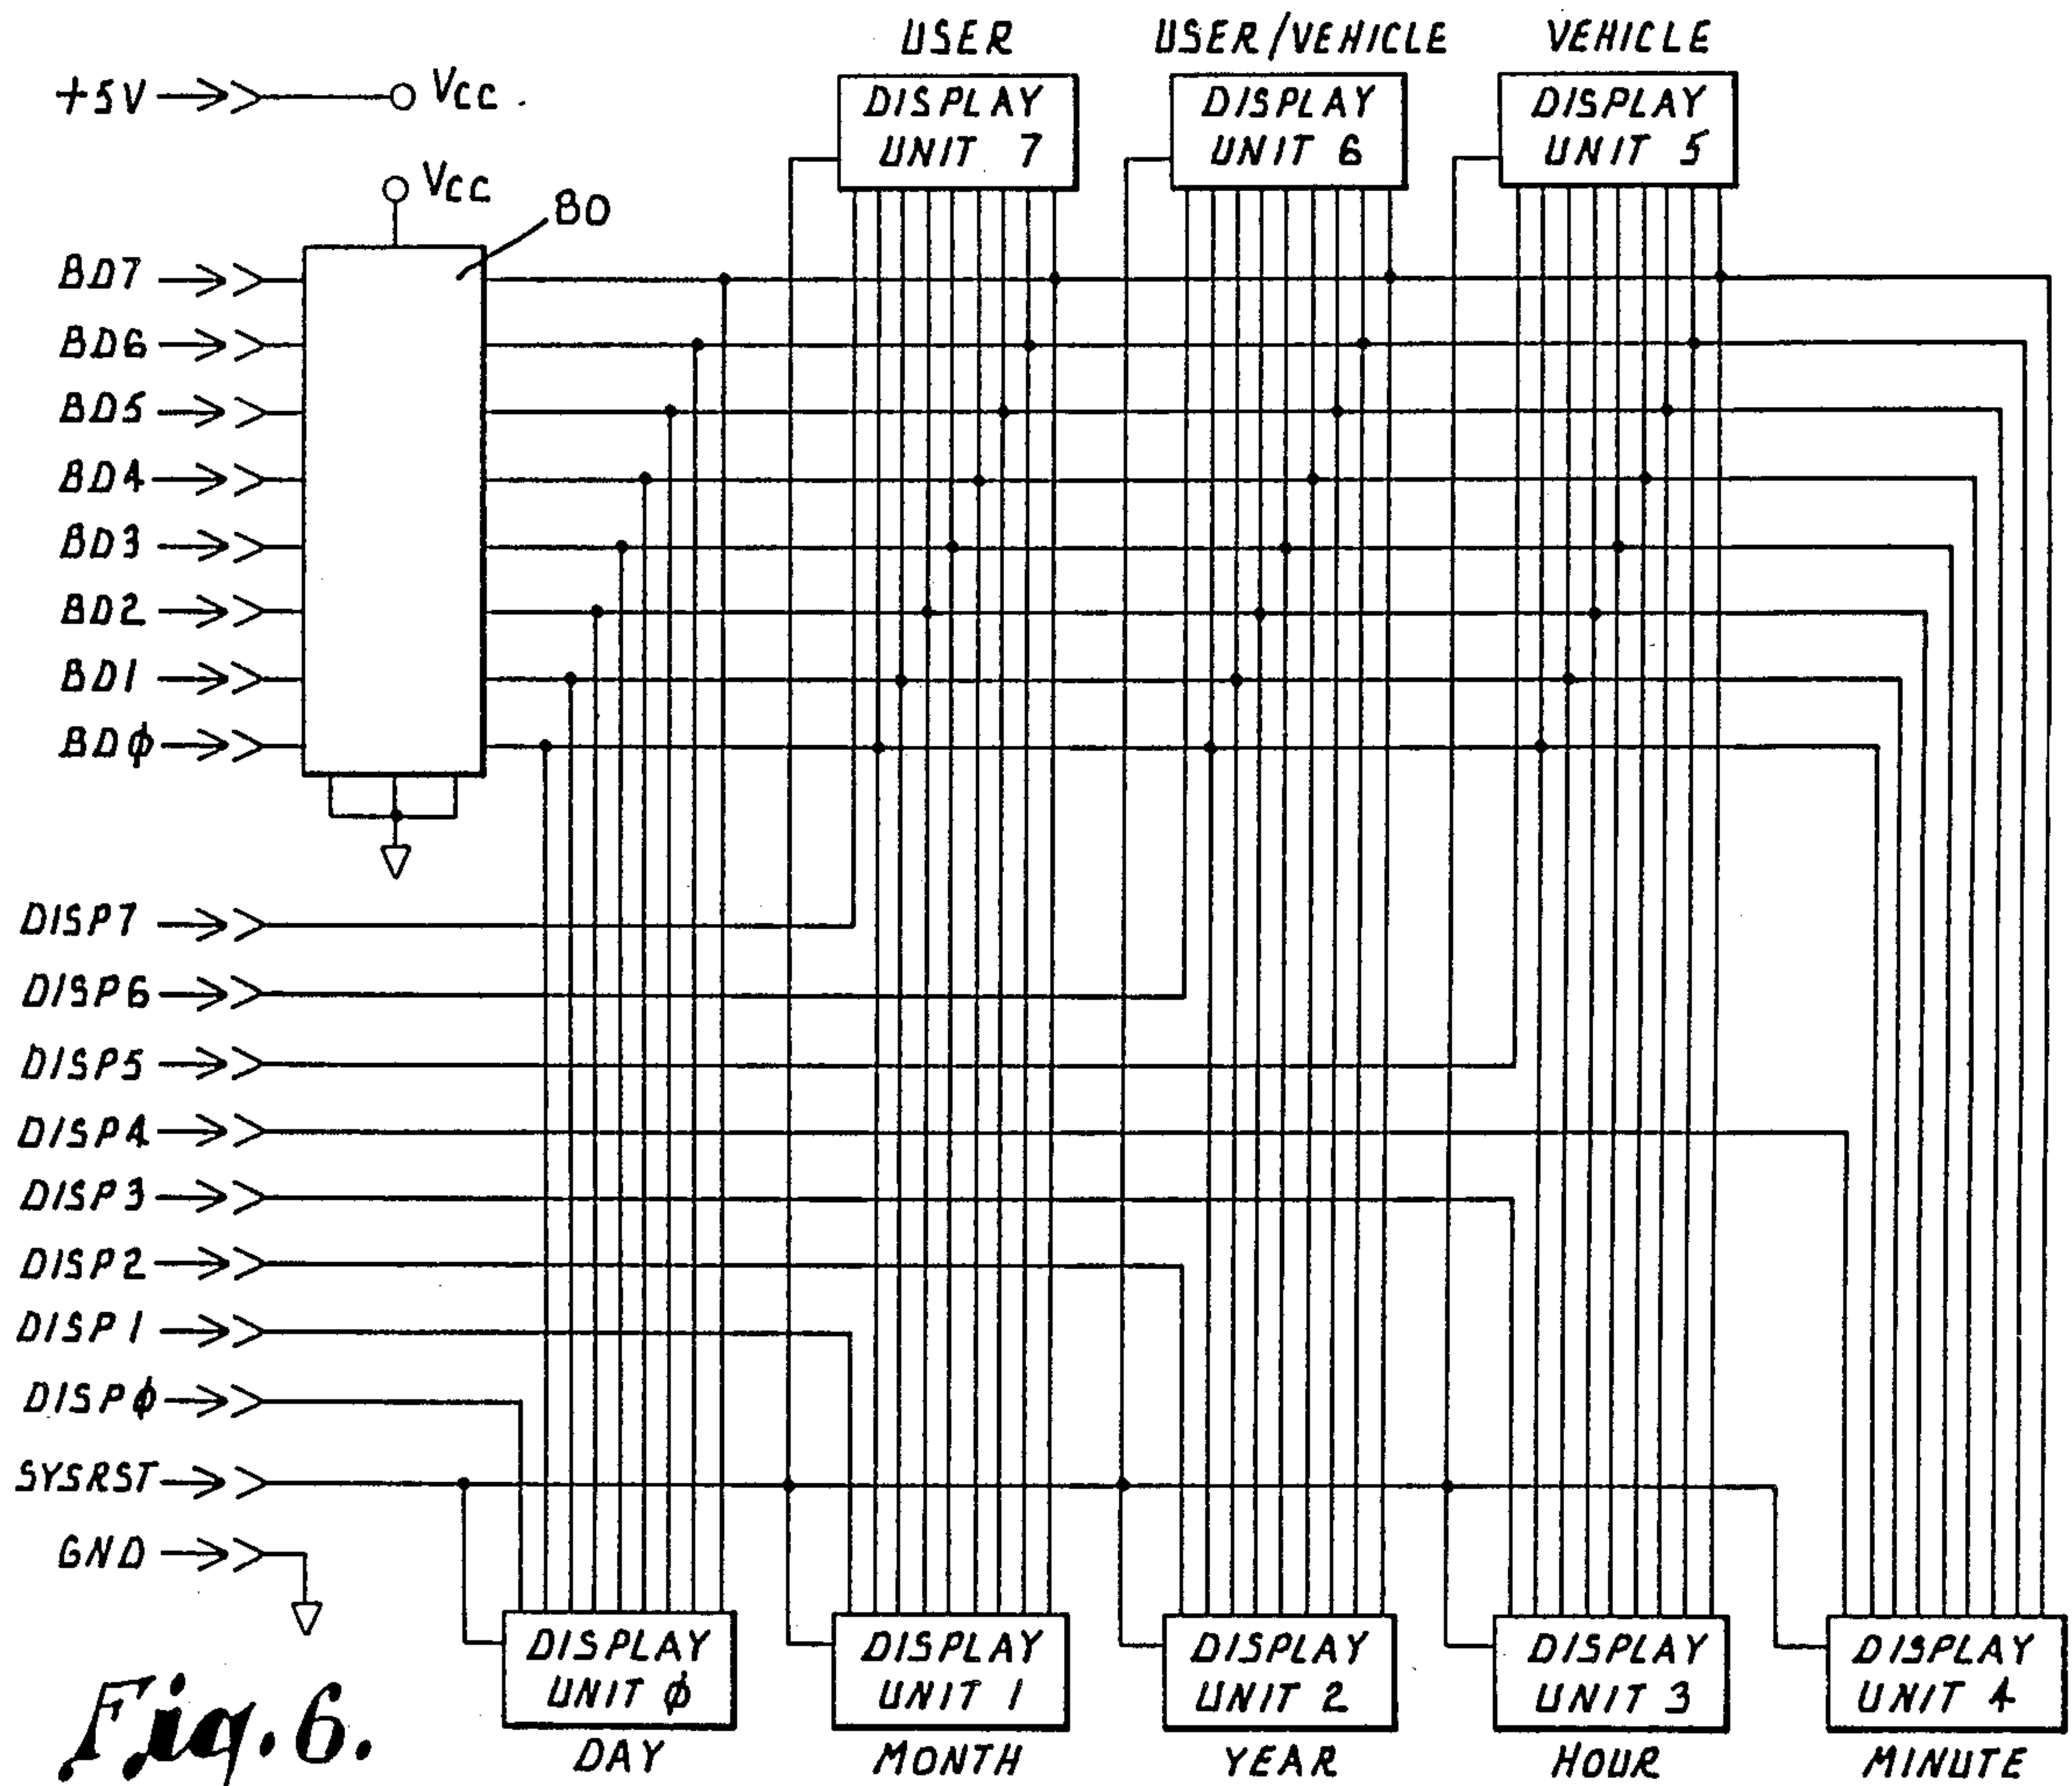 USER
USER/VEHICLE
VEHICLE
+5V
VCC
DISPLAY
UNIT 7
DISPLAY
UNIT 6
DISPLAY
UNIT 5
VCC
80
BD7
BD6
BD5
BD4
BD3
BD2
BD1
BDϕ
DISP7
DISP6
DISP5
DISP4
DISP3
DISP2
DISP1
DISPϕ
SYSRST
GND
DISPLAY
UNIT ϕ
DISPLAY
UNIT 1
DISPLAY
UNIT 2
DISPLAY
UNIT 3
DISPLAY
UNIT 4
DAY
MONTH
YEAR
HOUR
MINUTE
Fig. 6.